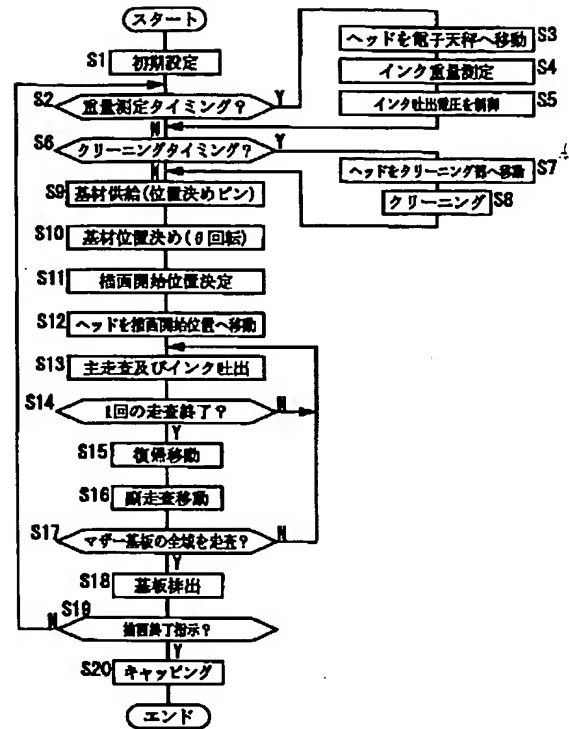 スタート
S1 初期設定
S2 重量測定タイミング? Y
N
S3 ヘッドを電子天秤へ移動
S4 インク重量測定
S5 インク吐出電圧を制御
S6 クリーニングタイミング? Y
N
S7 ヘッドをクリーニング部へ移動
S8 クリーニング
S9 基材供給(位置決めピン)
S10 基材位置決め(θ回転)
S11 描画開始位置決定
S12 ヘッドを描画開始位置へ移動
S13 主走査及びインク吐出
S14 1回の走査終了? N
Y
S15 復帰移動
S16 副走査移動
S17 マザー基板の全域を走査? N
Y
S18 基板排出
S19 描画終了指示? N
Y
S20 キャッピング
エンド